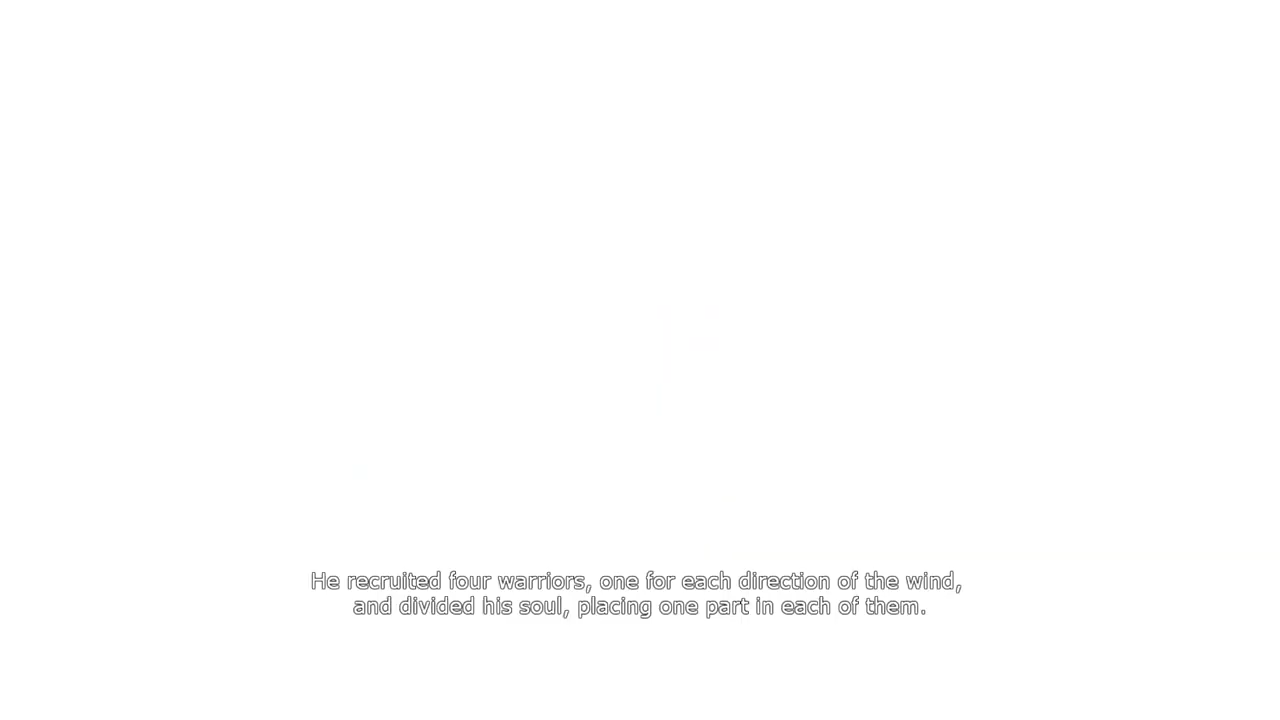 He recruited four warriors, one for each direction of the wind,
and divided his soul, placing one part in each of them.